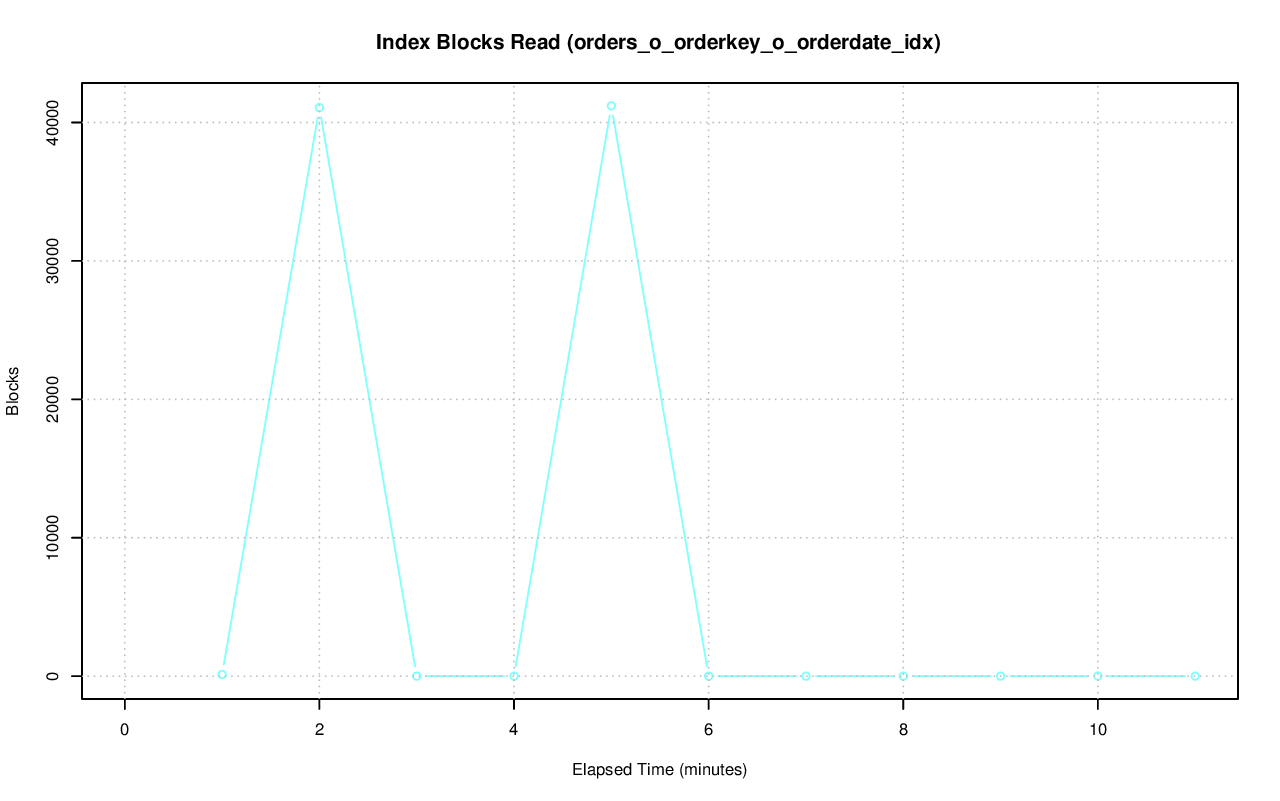 Index Blocks Read (orders_o_orderkey_o_orderdate_idx)
Blocks
40000
30000
20000
10000
0
0 2 4 6 8 10
Elapsed Time (minutes)